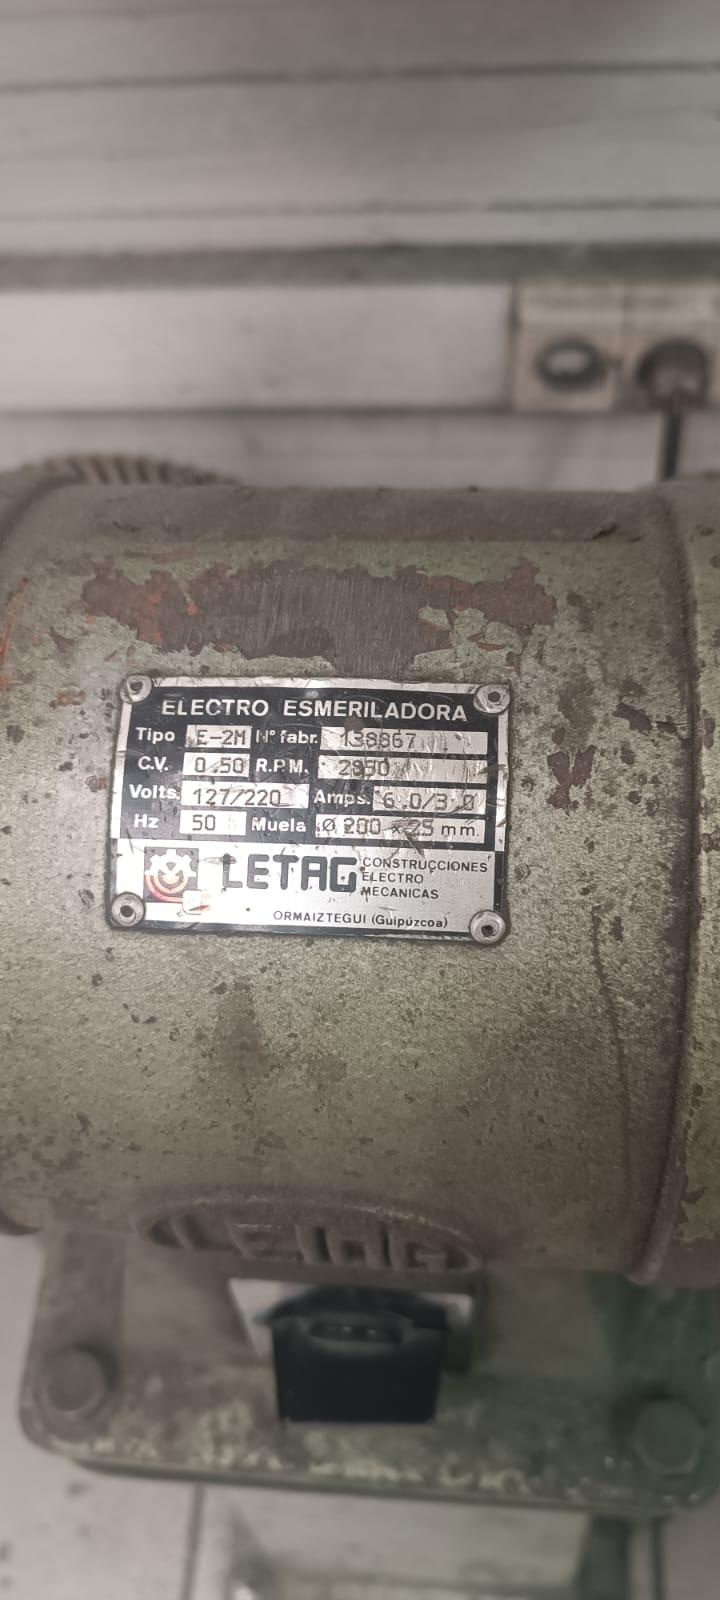 ELECTRO ESMERILADORA
Tipo E-2M Nº fabr. 138867
C.V. 0.50 R.P.M. 2850
Volts. 127/220 Amps. 6.0/3.0
Hz 50 Muela Ø 200 x 25 mm.
LETAG CONSTRUCCIONES
ELECTRO
MECANICAS
ORMAIZTEGUI (Guipúzcoa)
LETAG